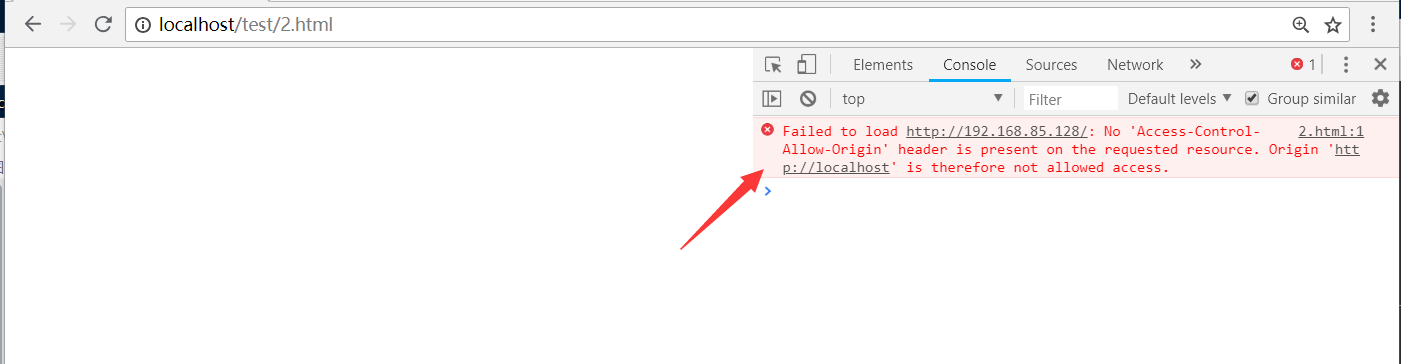 localhost/test/2.html
Elements Console Sources Network » 1
top Filter Default levels Group similar
Failed to load http://192.168.85.128/: No 'Access-Control- 2.html:1
Allow-Origin' header is present on the requested resource. Origin 'htt
p://localhost' is therefore not allowed access.